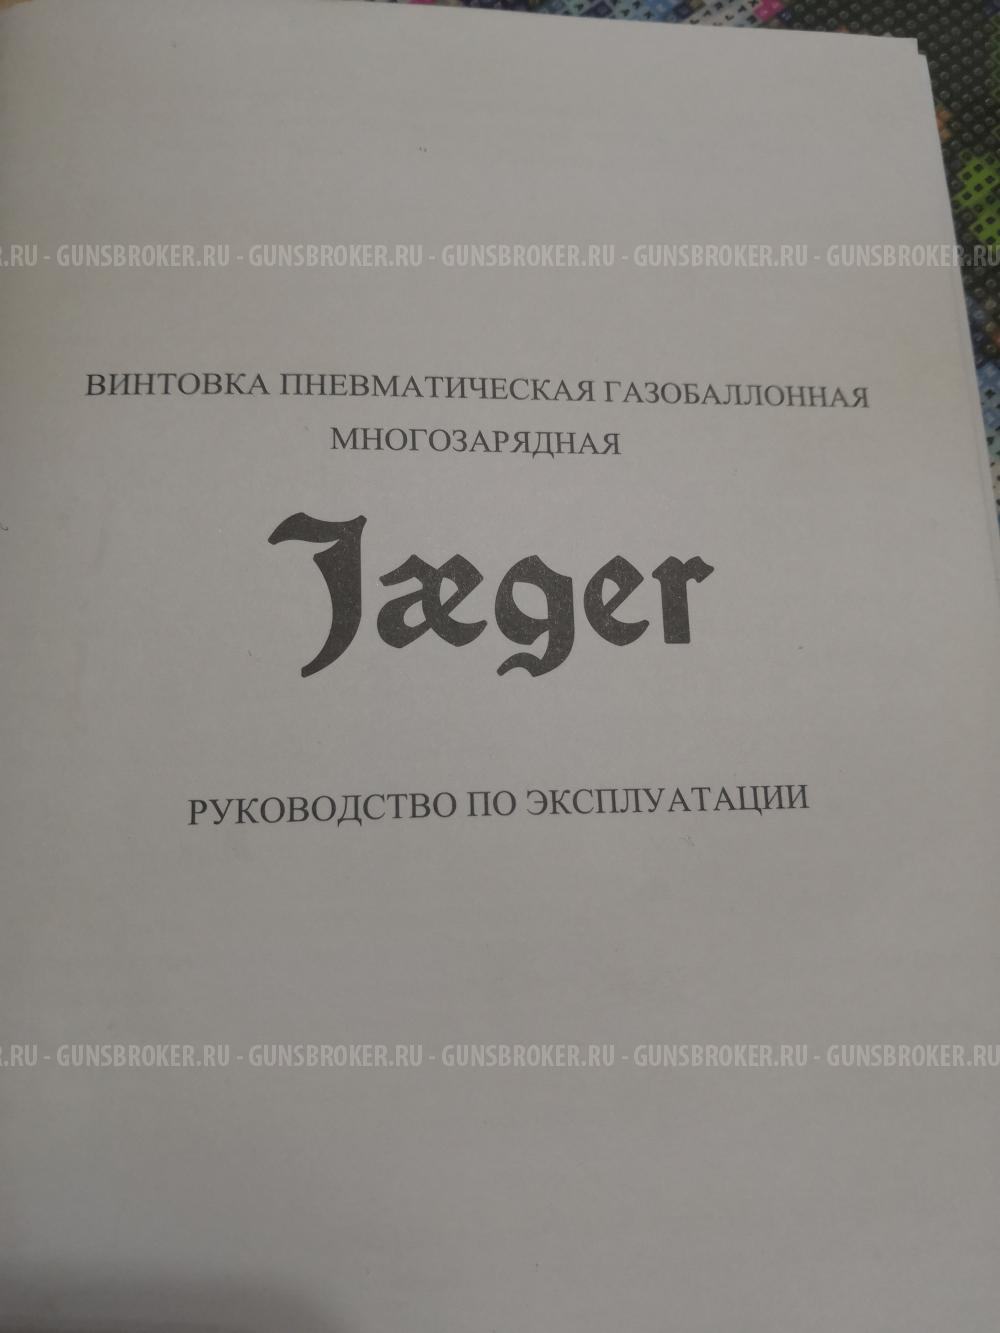 .RU - GUNSBROKER.RU - GUNSBROKER.RU - GUNSBROKER.RU - GUNSBROKER.RU - GUNSBROKER.RU
ВИНТОВКА ПНЕВМАТИЧЕСКАЯ ГАЗОБАЛЛОННАЯ
МНОГОЗАРЯДНАЯ
Jæger
РУКОВОДСТВО ПО ЭКСПЛУАТАЦИИ
.RU - GUNSBROKER.RU - GUNSBROKER.RU - GUNSBROKER.RU - GUNSBROKER.RU - GUNSBROKER.RU